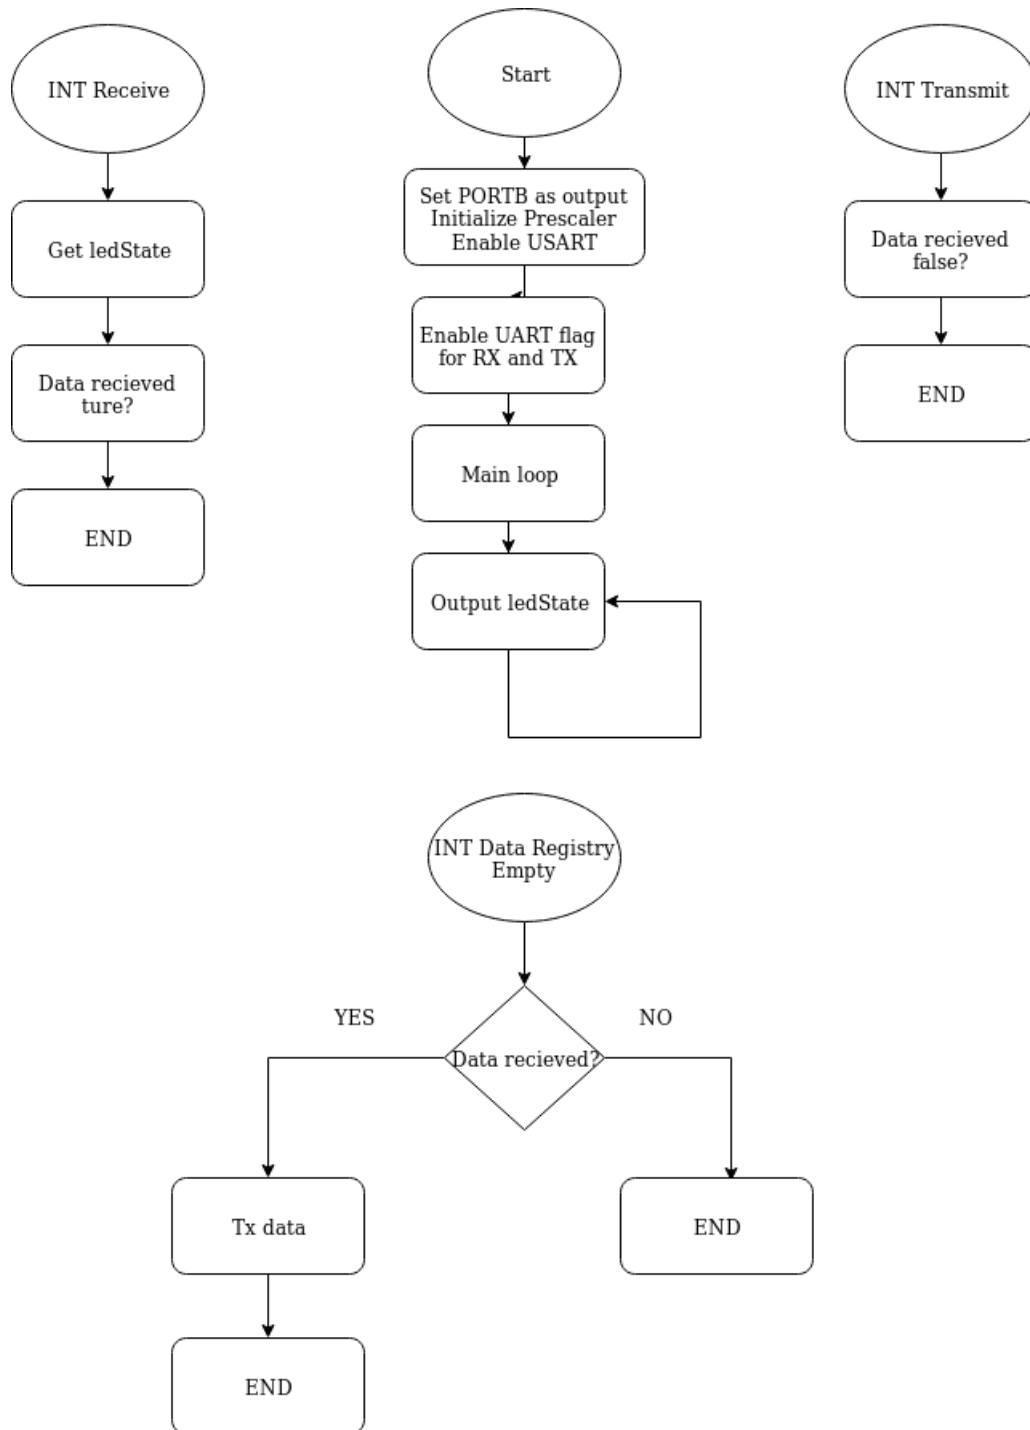 INT Receive
Get ledState
Data recieved
ture?
END
Start
Set PORTB as output
Initialize Prescaler
Enable USART
Enable UART flag
for RX and TX
Main loop
Output ledState
INT Transmit
Data recieved
false?
END
INT Data Registry
Empty
YES
NO
Data recieved?
Tx data
END
END